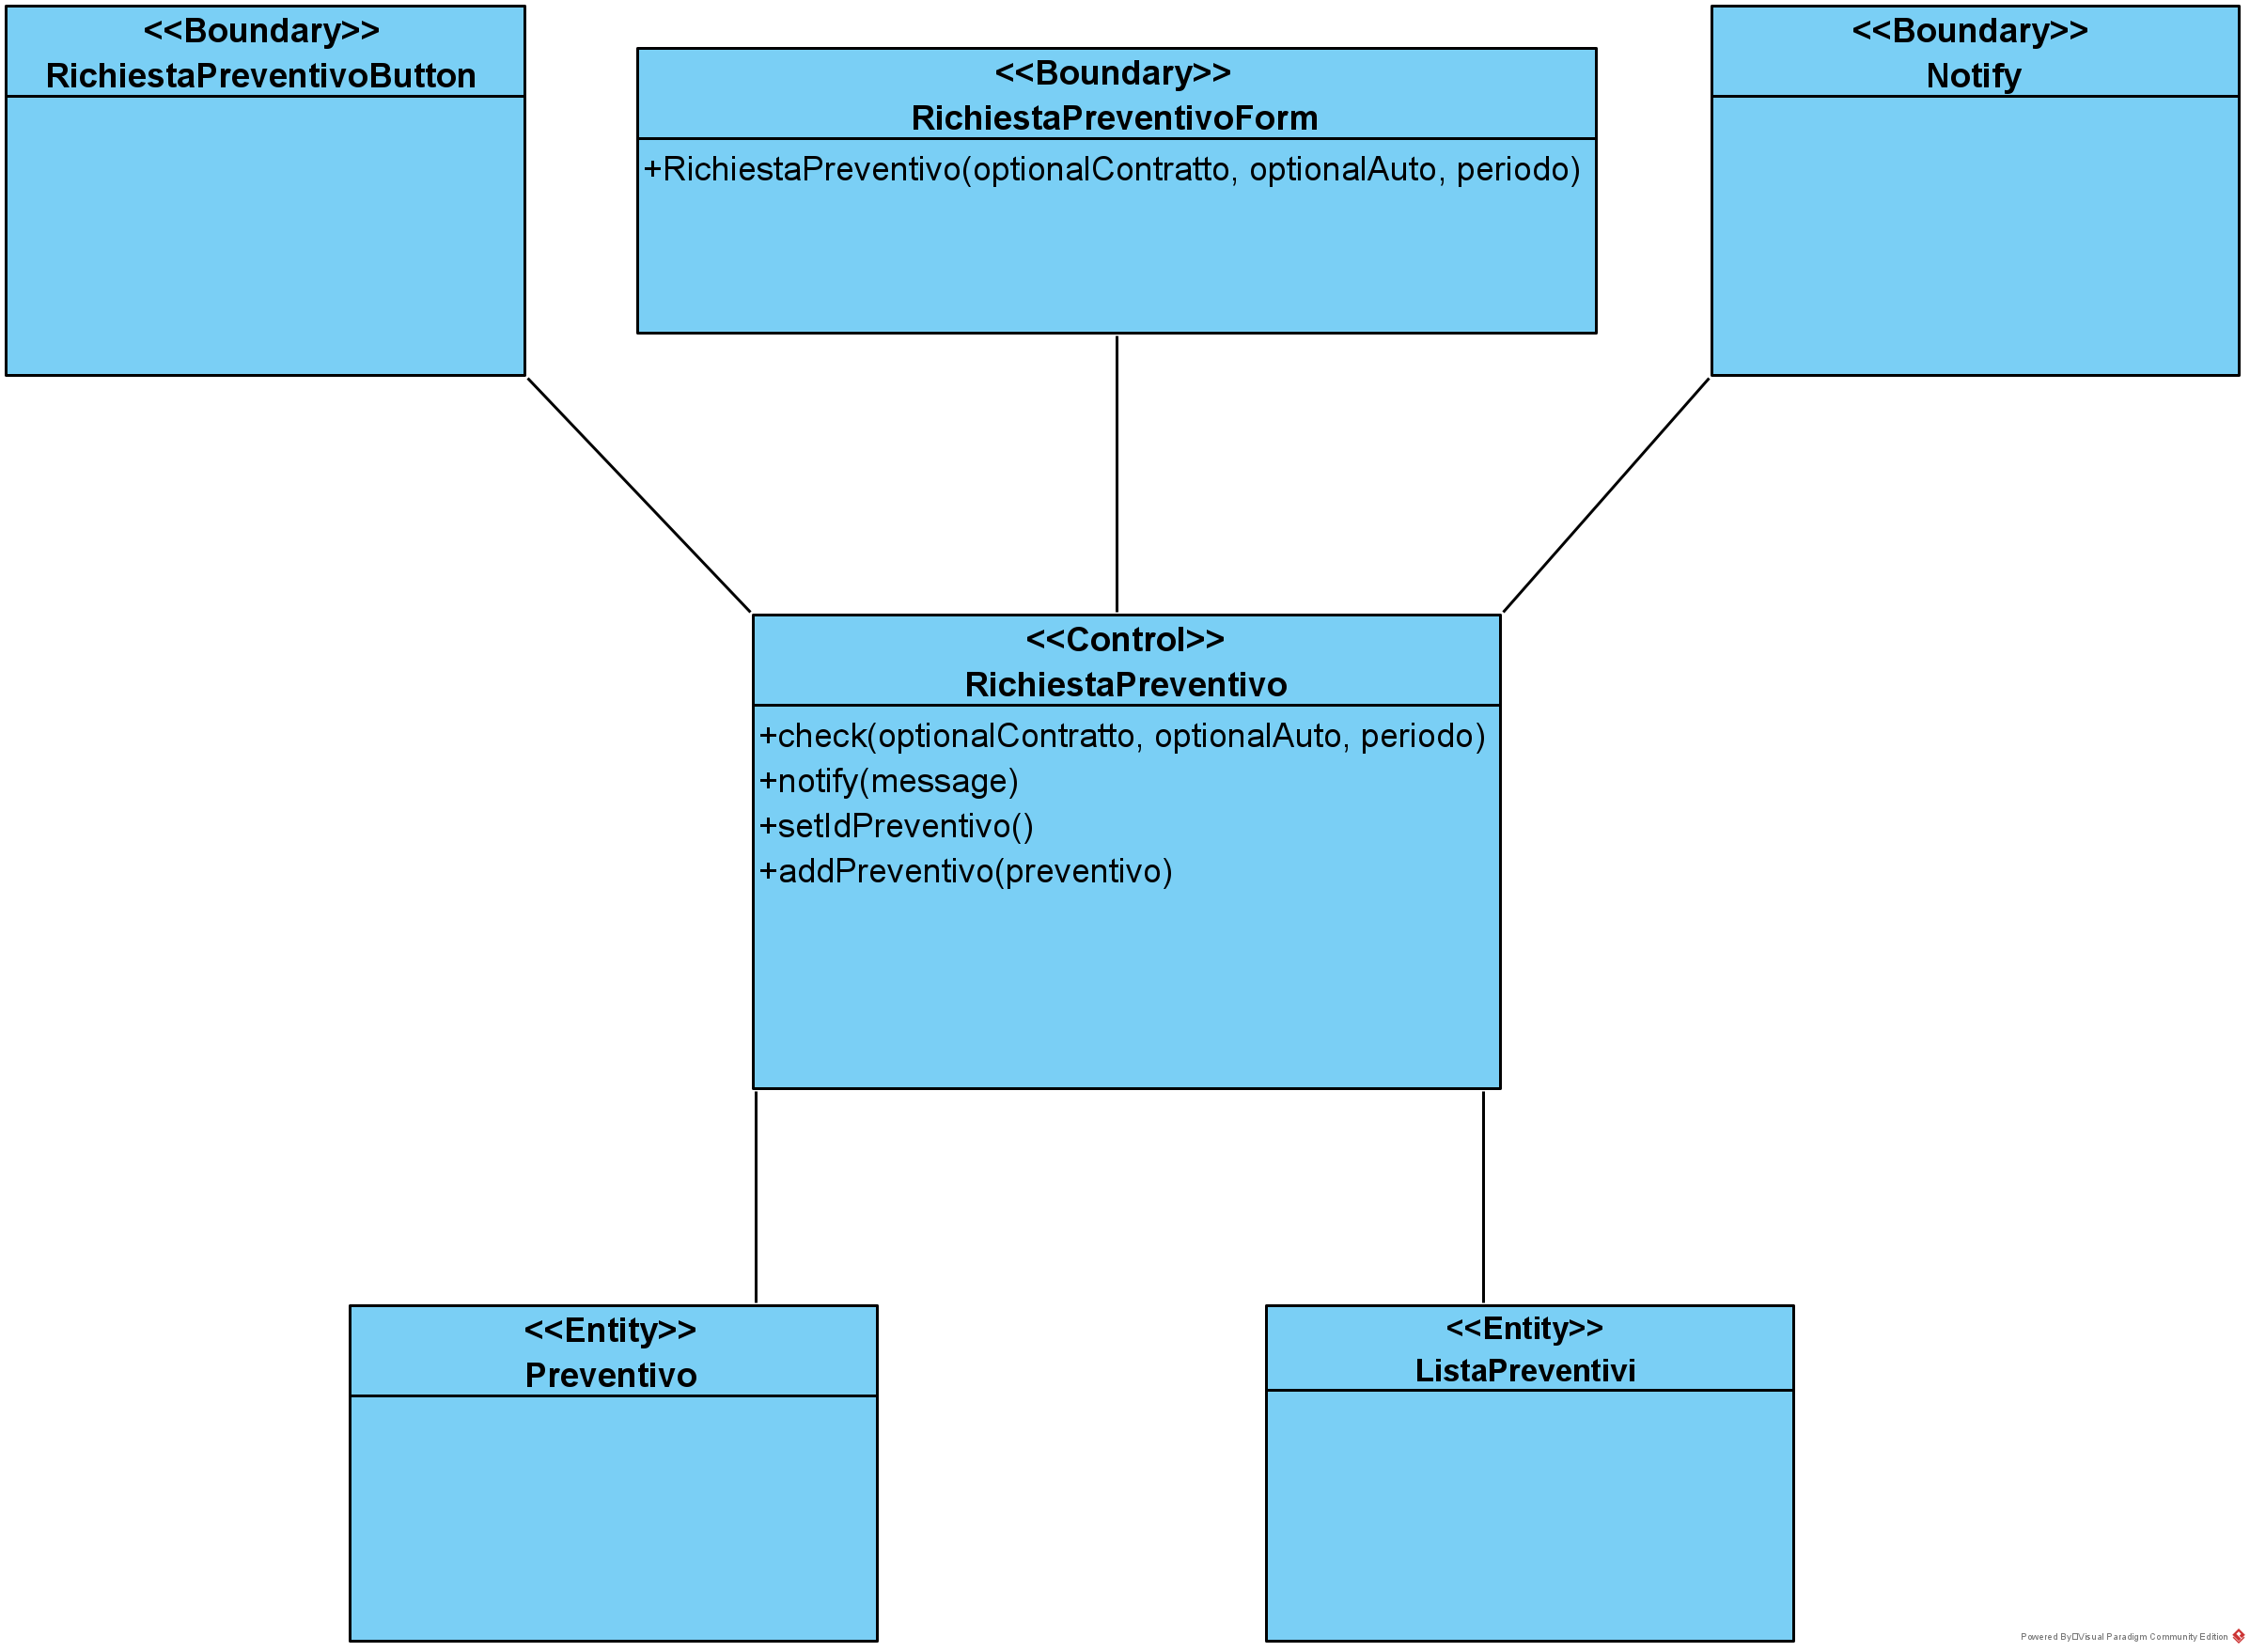 <<Boundary>>
RichiestaPreventivoButton
<<Boundary>>
RichiestaPreventivoForm
+RichiestaPreventivo(optionalContratto, optionalAuto, periodo)
<<Boundary>>
Notify
<<Control>>
RichiestaPreventivo
+check(optionalContratto, optionalAuto, periodo)
+notify(message)
+setIdPreventivo()
+addPreventivo(preventivo)
<<Entity>>
Preventivo
<<Entity>>
ListaPreventivi
Powered By□Visual Paradigm Community Edition